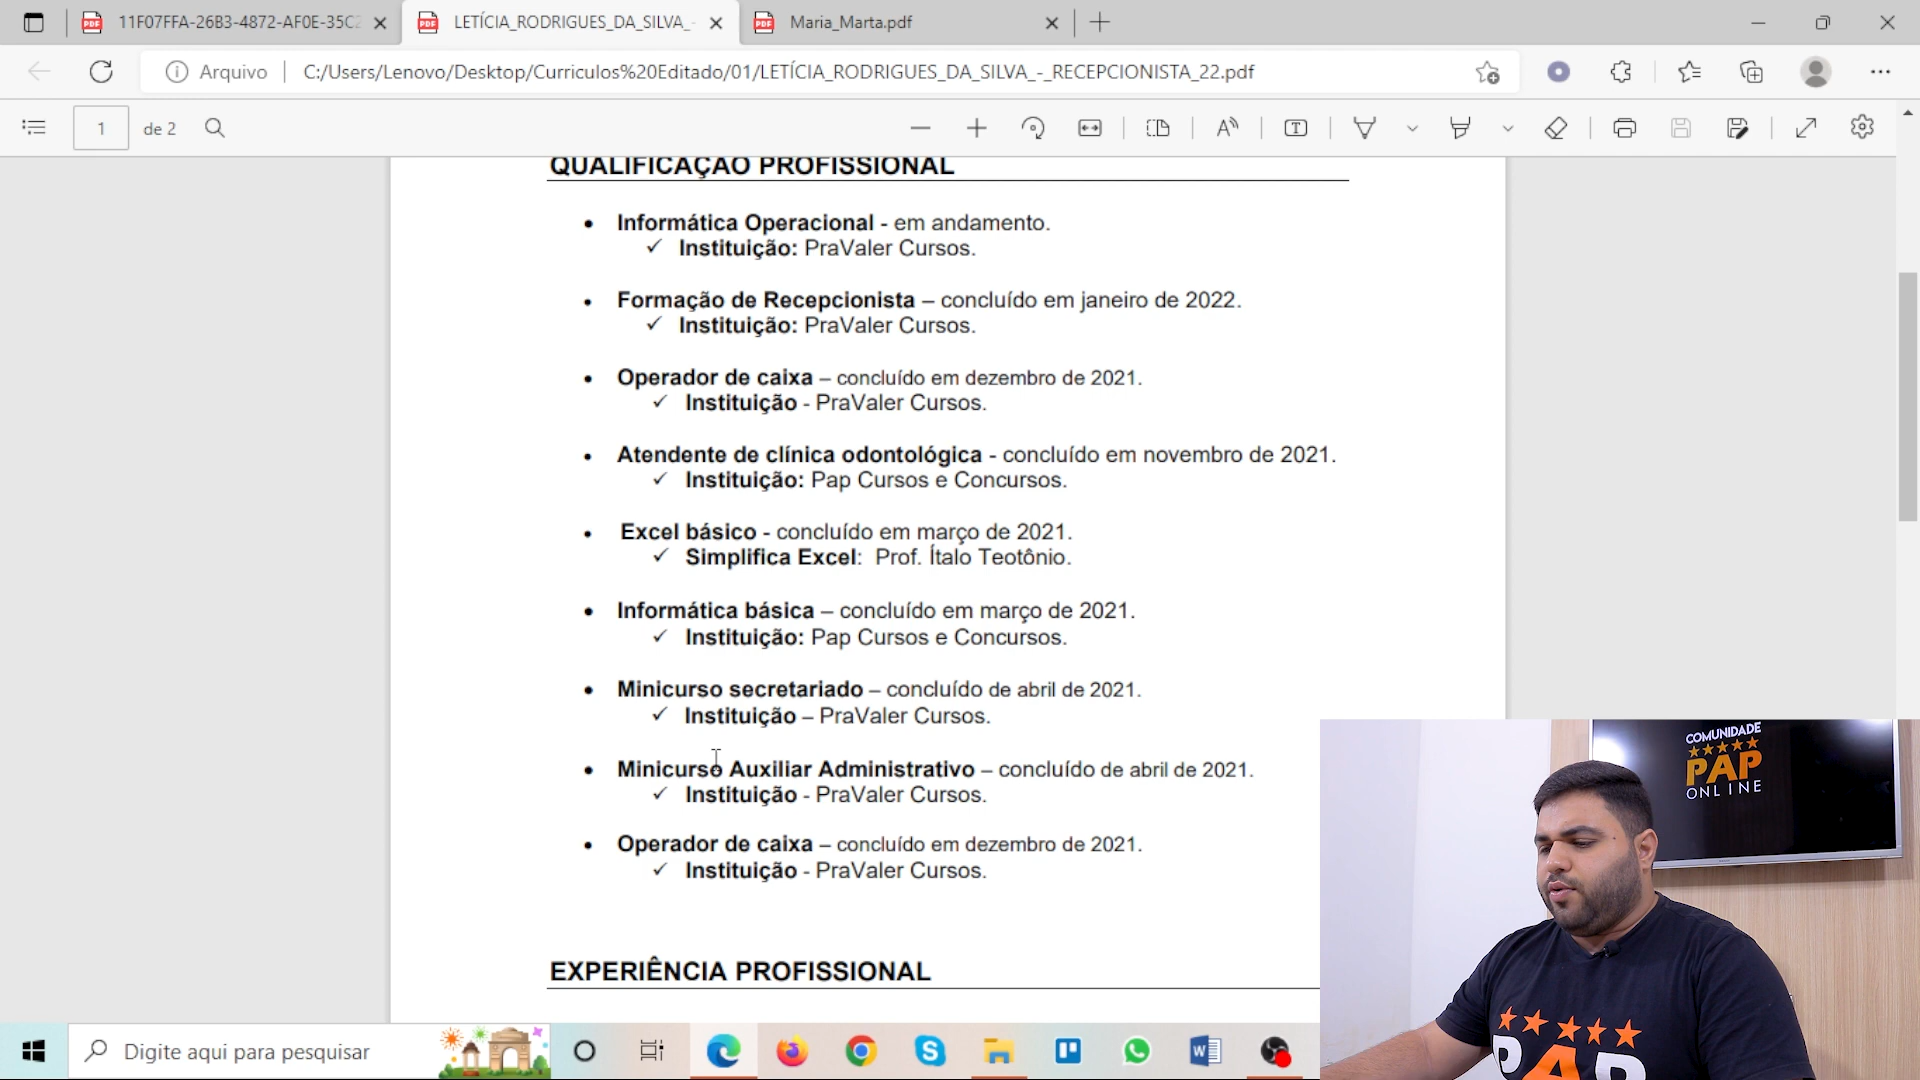 11F07FFA-26B3-4872-AF0E-35C2
LETÍCIA_RODRIGUES_DA_SILVA_-
Maria_Marta.pdf
Arquivo
C:/Users/Lenovo/Desktop/Curriculos%20Editado/01/LETÍCIA_RODRIGUES_DA_SILVA_-_RECEPCIONISTA_22.pdf
1 de 2
QUALIFICAÇÃO PROFISSIONAL
• Informática Operacional - em andamento.
✓ Instituição: PraValer Cursos.
• Formação de Recepcionista – concluído em janeiro de 2022.
✓ Instituição: PraValer Cursos.
• Operador de caixa – concluído em dezembro de 2021.
✓ Instituição - PraValer Cursos.
• Atendente de clínica odontológica - concluído em novembro de 2021.
✓ Instituição: Pap Cursos e Concursos.
• Excel básico - concluído em março de 2021.
✓ Simplifica Excel: Prof. Ítalo Teotônio.
• Informática básica – concluído em março de 2021.
✓ Instituição: Pap Cursos e Concursos.
• Minicurso secretariado – concluído de abril de 2021.
✓ Instituição – PraValer Cursos.
• Minicurso Auxiliar Administrativo – concluído de abril de 2021.
✓ Instituição - PraValer Cursos.
• Operador de caixa – concluído em dezembro de 2021.
✓ Instituição - PraValer Cursos.
EXPERIÊNCIA PROFISSIONAL
COMUNIDADE
PAP
ONLINE
PAP
Digite aqui para pesquisar